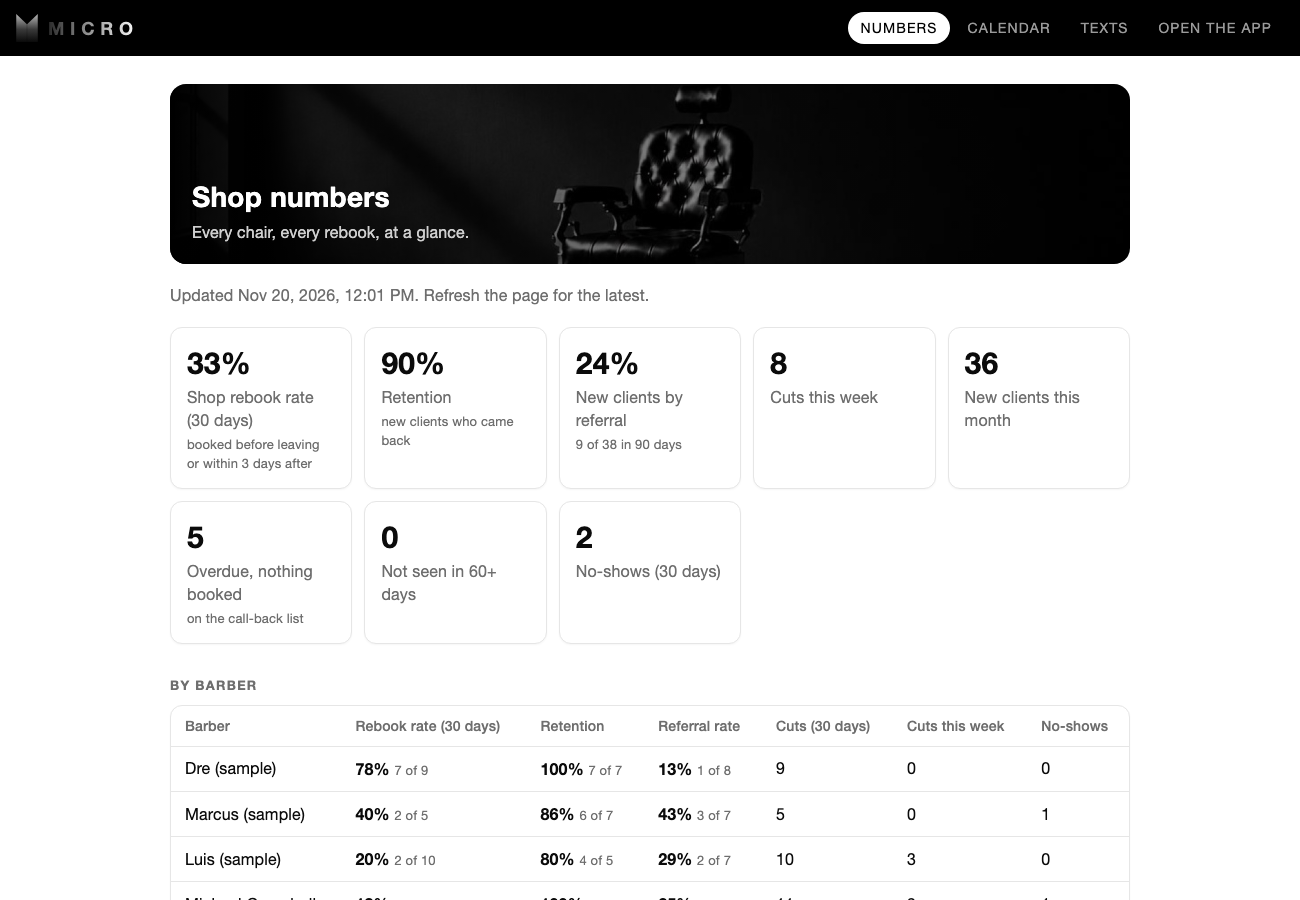 MICRO
NUMBERS
CALENDAR
TEXTS
OPEN THE APP
Shop numbers
Every chair, every rebook, at a glance.
Updated Nov 20, 2026, 12:01 PM. Refresh the page for the latest.
33%
Shop rebook rate
(30 days)
booked before leaving
or within 3 days after
90%
Retention
new clients who came
back
24%
New clients by
referral
9 of 38 in 90 days
8
Cuts this week
36
New clients this
month
5
Overdue, nothing
booked
on the call-back list
0
Not seen in 60+
days
2
No-shows (30 days)
BY BARBER
Barber Rebook rate (30 days) Retention Referral rate Cuts (30 days) Cuts this week No-shows
Dre (sample) 78% 7 of 9 100% 7 of 7 13% 1 of 8 9 0 0
Marcus (sample) 40% 2 of 5 86% 6 of 7 43% 3 of 7 5 0 1
Luis (sample) 20% 2 of 10 80% 4 of 5 29% 2 of 7 10 3 0